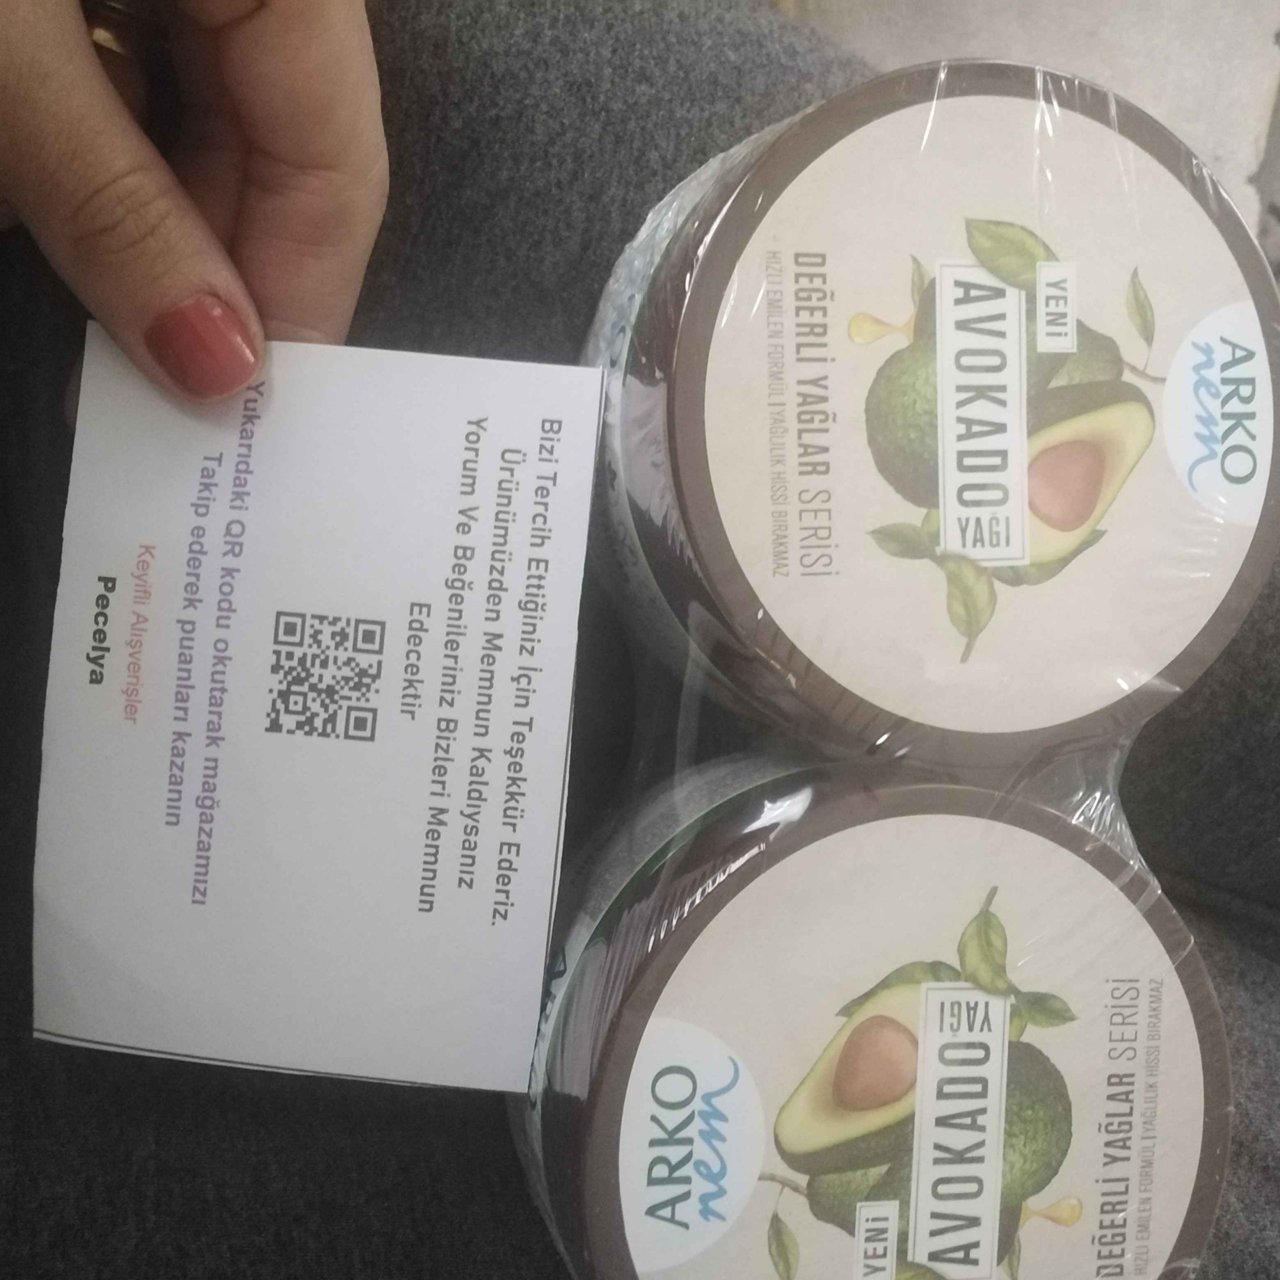 Bizi Tercih Ettiğiniz İçin Teşekkür Ederiz.
Ürünümüzden Memnun Kaldıysanız
Yorum Ve Beğenileriniz Bizleri Memnun
Edecektir
Yukarıdaki QR kodu okutarak mağazamızı
Takip ederek puanları kazanın
Keyifli Alışverişler
Pecelya
ARKO
nem
YENİ
AVOKADO
YAĞI
DEĞERLİ YAĞLAR SERİSİ
HIZLI EMİLEN FORMÜL | YAĞLILIK HİSSİ BIRAKMAZ
ARKO
nem
YENİ
AVOKADO
YAĞI
DEĞERLİ YAĞLAR SERİSİ
HIZLI EMİLEN FORMÜL | YAĞLILIK HİSSİ BIRAKMAZ